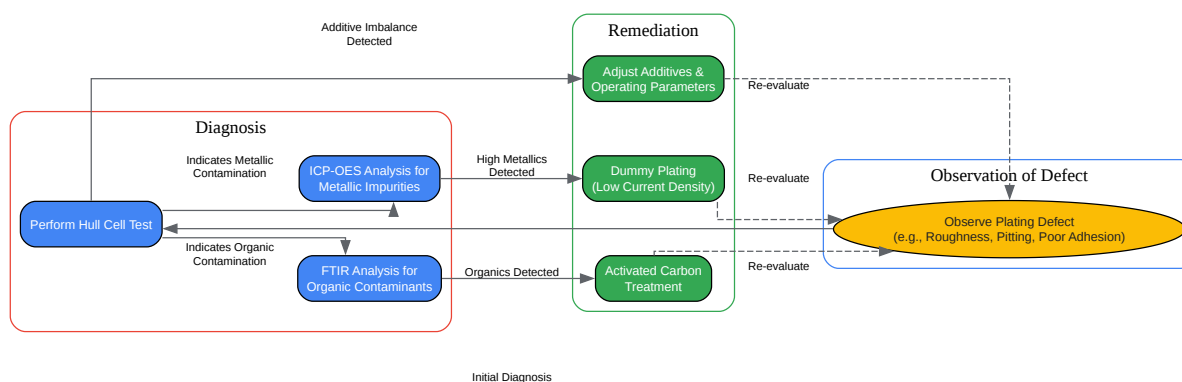 Additive Imbalance
Detected
Remediation
Adjust Additives &
Operating Parameters
Re-evaluate
Diagnosis
Indicates Metallic
Contamination
ICP-OES Analysis for
Metallic Impurities
High Metallics
Detected
Dummy Plating
(Low Current Density)
Re-evaluate
Observation of Defect
Perform Hull Cell Test
Observe Plating Defect
(e.g., Roughness, Pitting, Poor Adhesion)
Indicates Organic
Contamination
FTIR Analysis for
Organic Contaminants
Organics Detected
Activated Carbon
Treatment
Re-evaluate
Initial Diagnosis